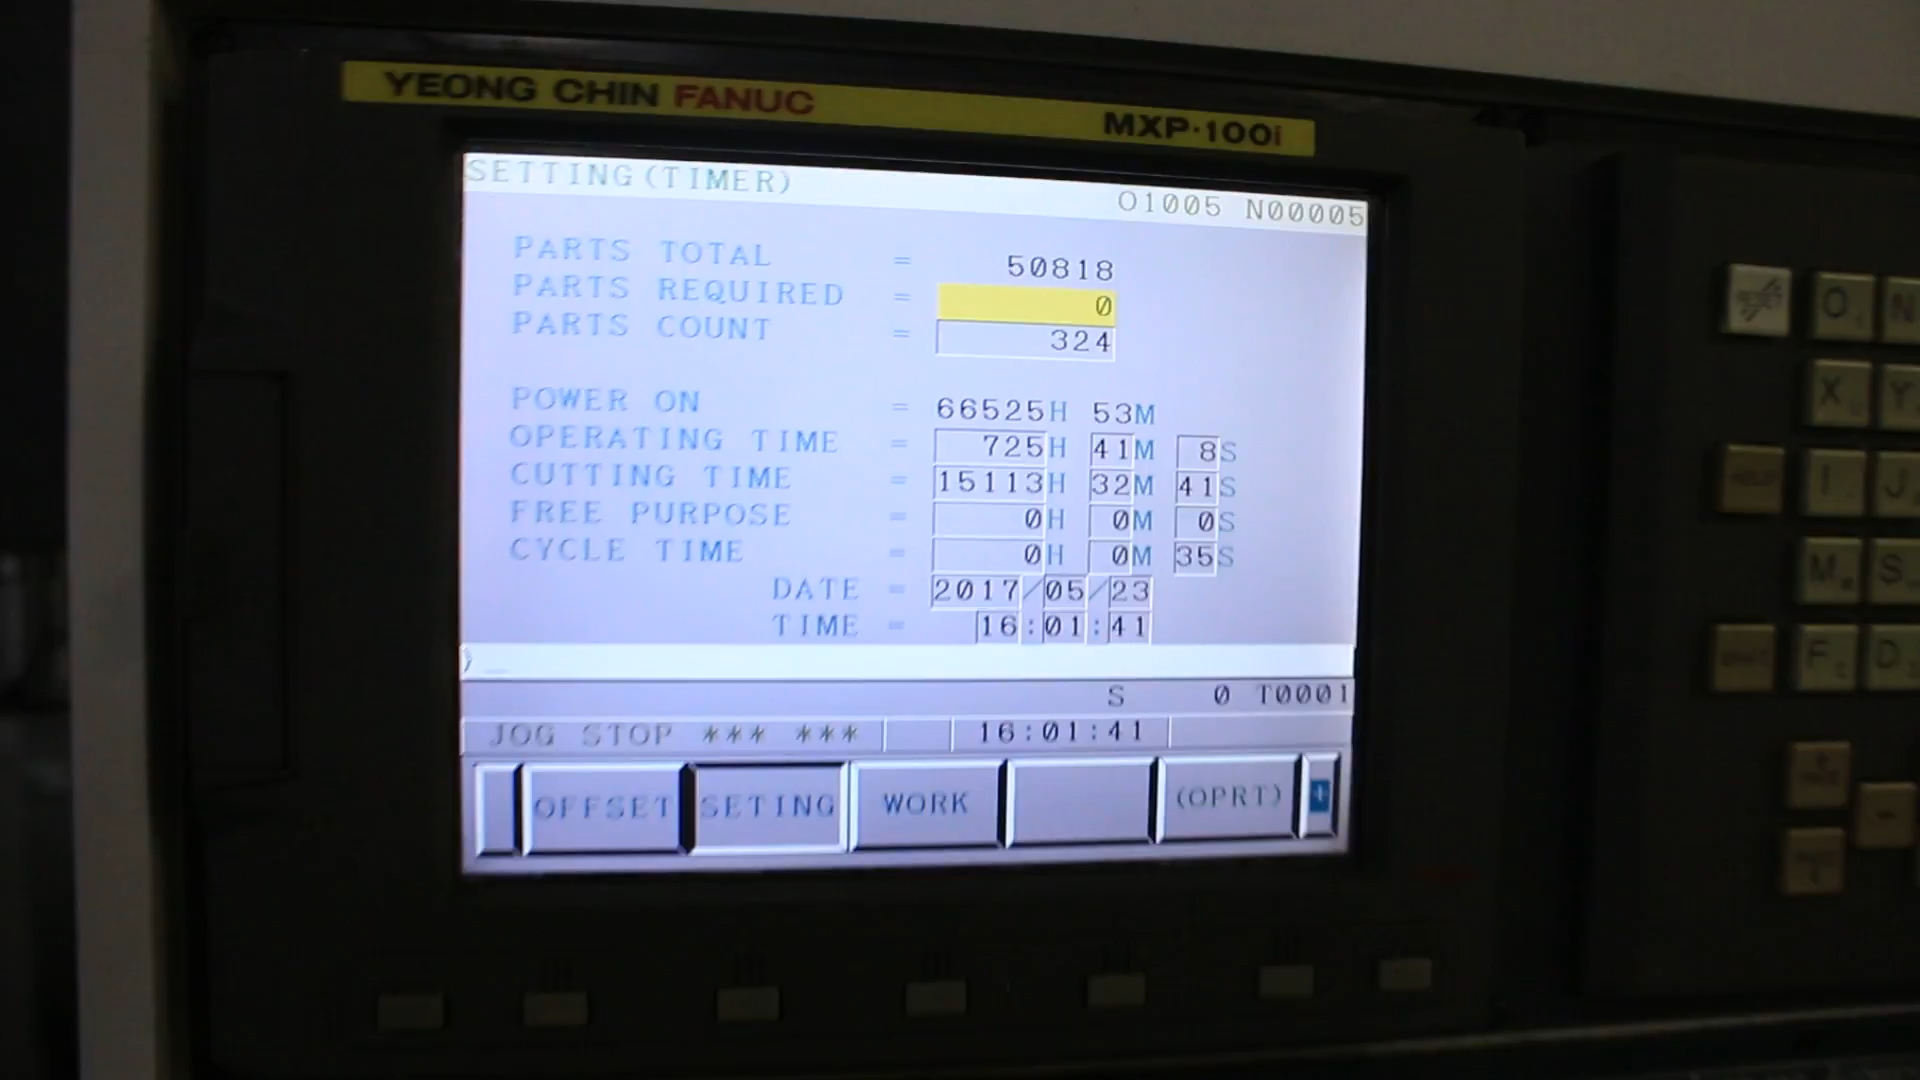 YEONG CHIN FANUC
MXP-100i
SETTING(TIMER)
O1005 N00005
PARTS TOTAL = 50818
PARTS REQUIRED = 0
PARTS COUNT = 324
POWER ON = 66525H 53M
OPERATING TIME = 725H 41M 8S
CUTTING TIME = 15113H 32M 41S
FREE PURPOSE = 0H 0M 0S
CYCLE TIME = 0H 0M 35S
DATE = 2017/05/23
TIME = 16:01:41
)_
S 0 T0001
JOG STOP *** *** 16:01:41
OFFSET SETING WORK (OPRT) +
RESET O N
X Y
I J
M S
F D